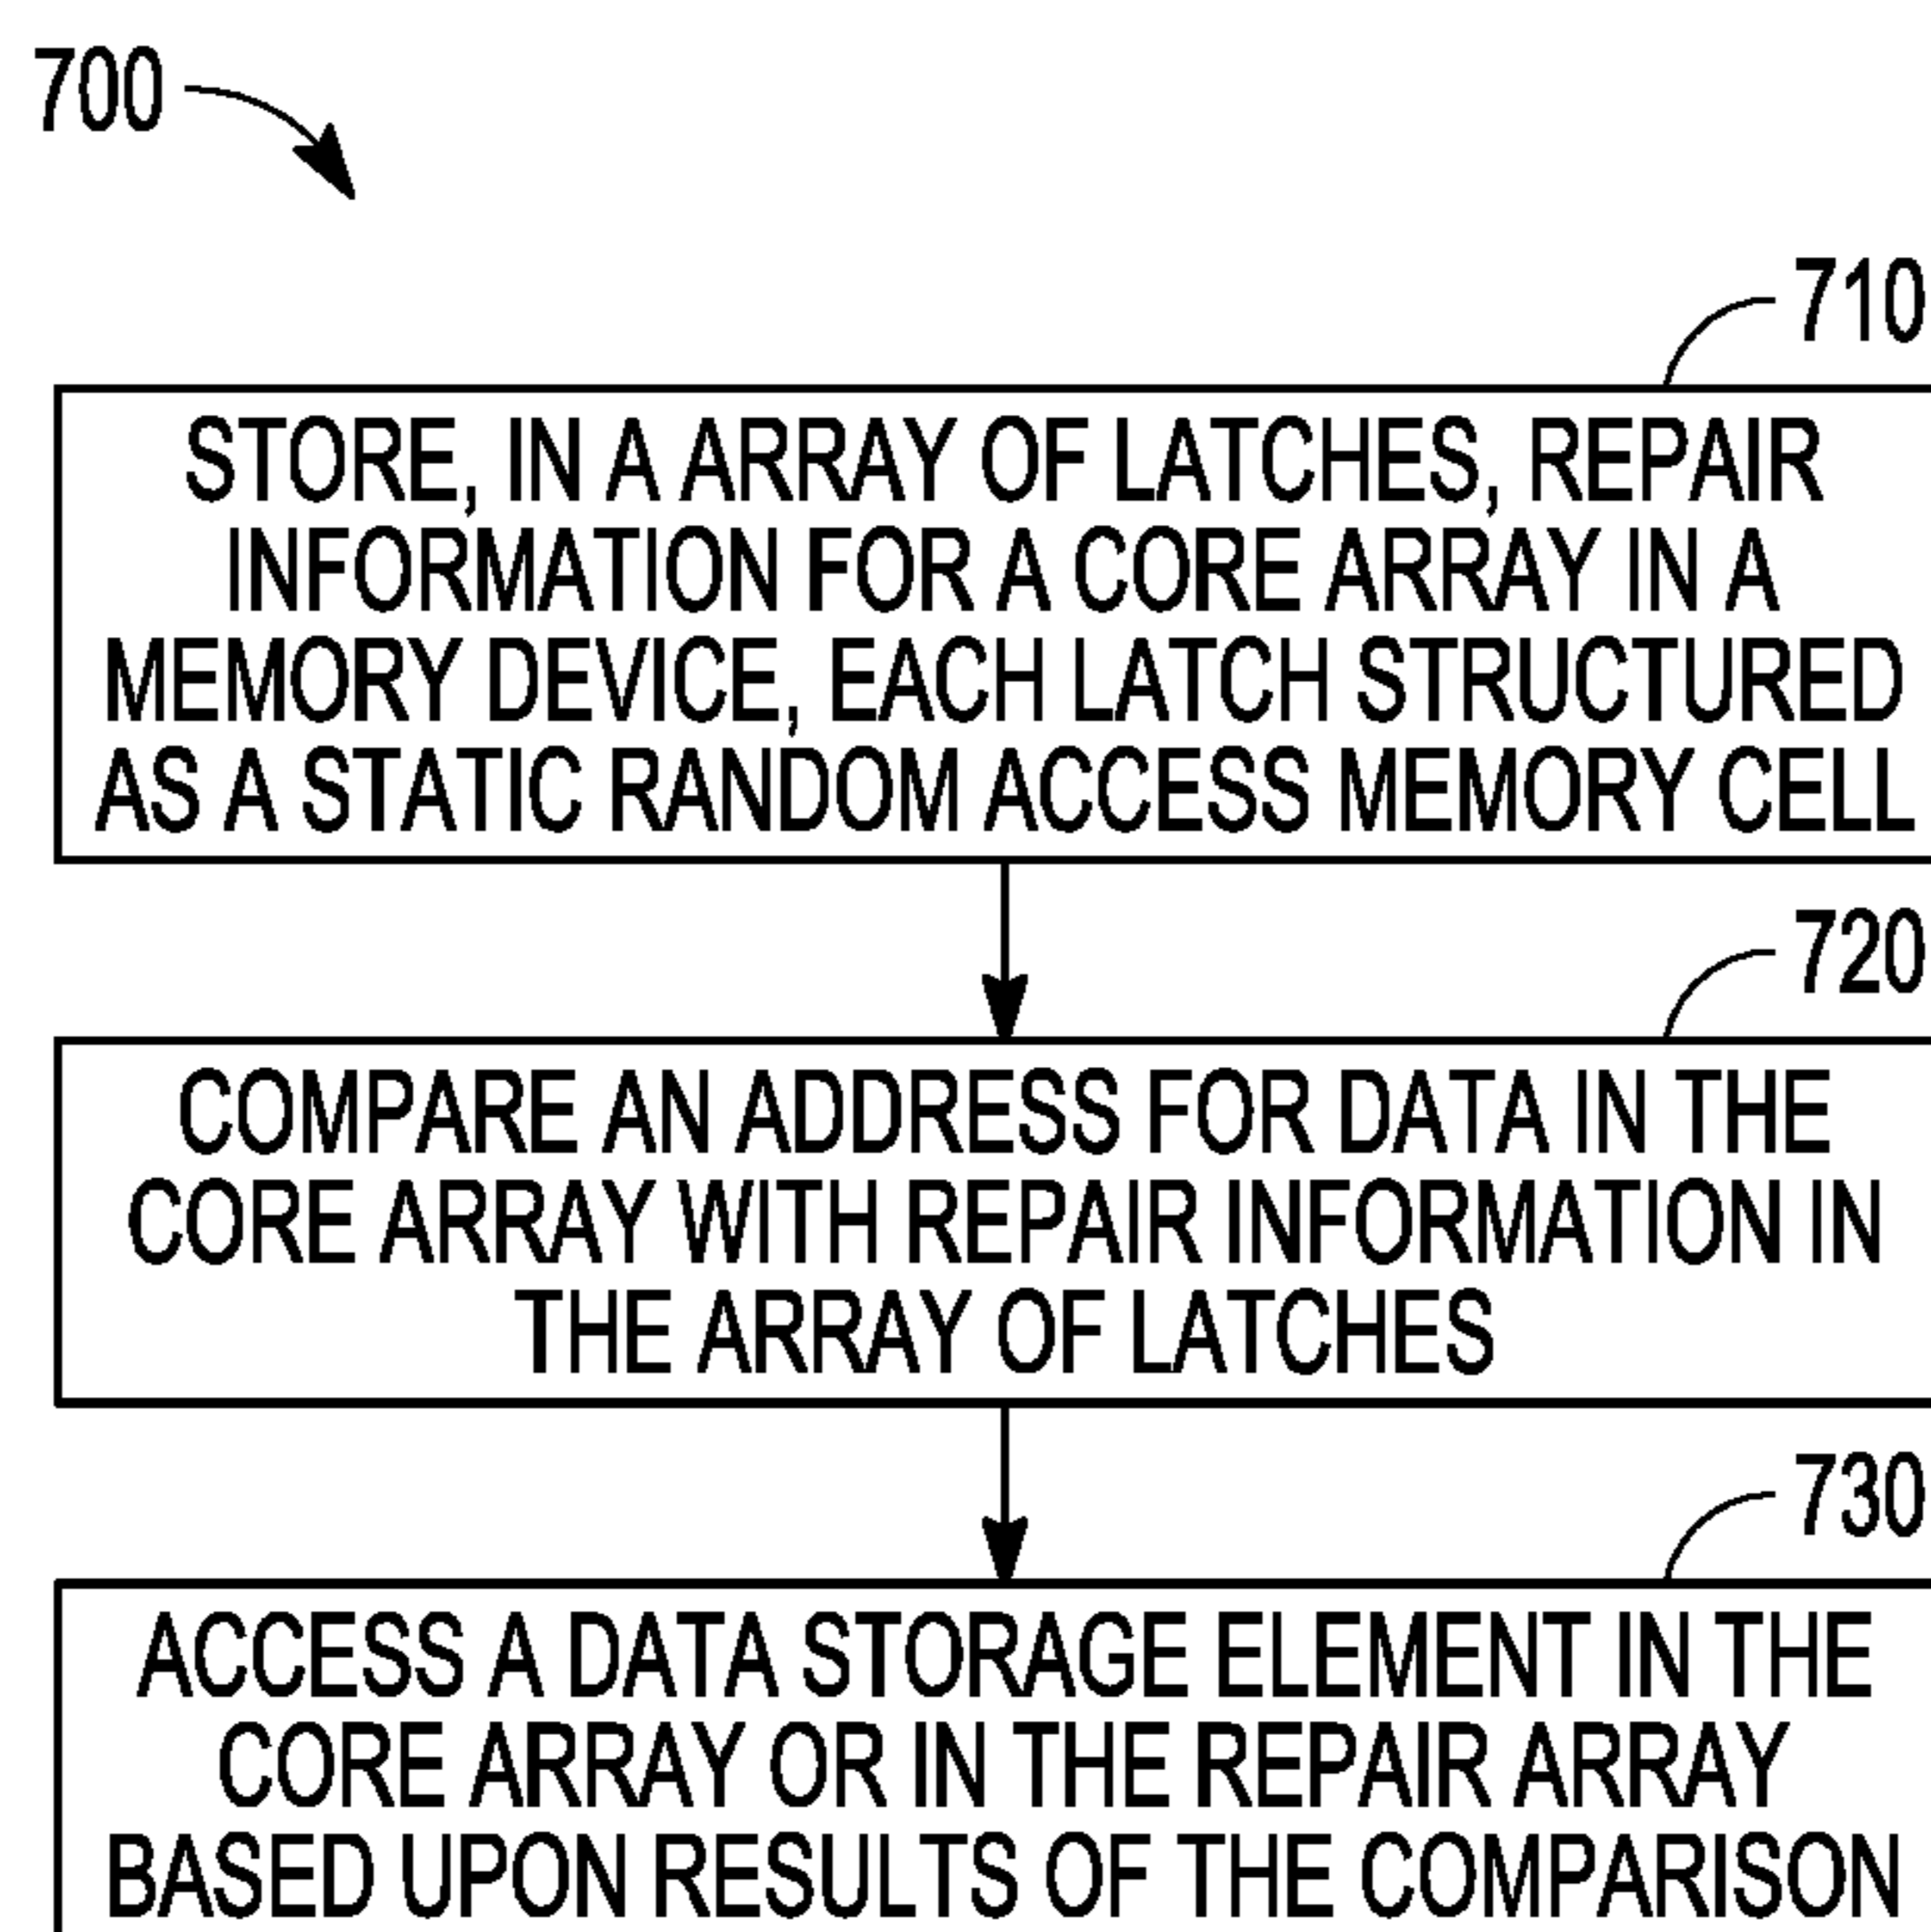 700
710
STORE, IN A ARRAY OF LATCHES, REPAIR
INFORMATION FOR A CORE ARRAY IN A
MEMORY DEVICE, EACH LATCH STRUCTURED
AS A STATIC RANDOM ACCESS MEMORY CELL
720
COMPARE AN ADDRESS FOR DATA IN THE
CORE ARRAY WITH REPAIR INFORMATION IN
THE ARRAY OF LATCHES
730
ACCESS A DATA STORAGE ELEMENT IN THE
CORE ARRAY OR IN THE REPAIR ARRAY
BASED UPON RESULTS OF THE COMPARISON